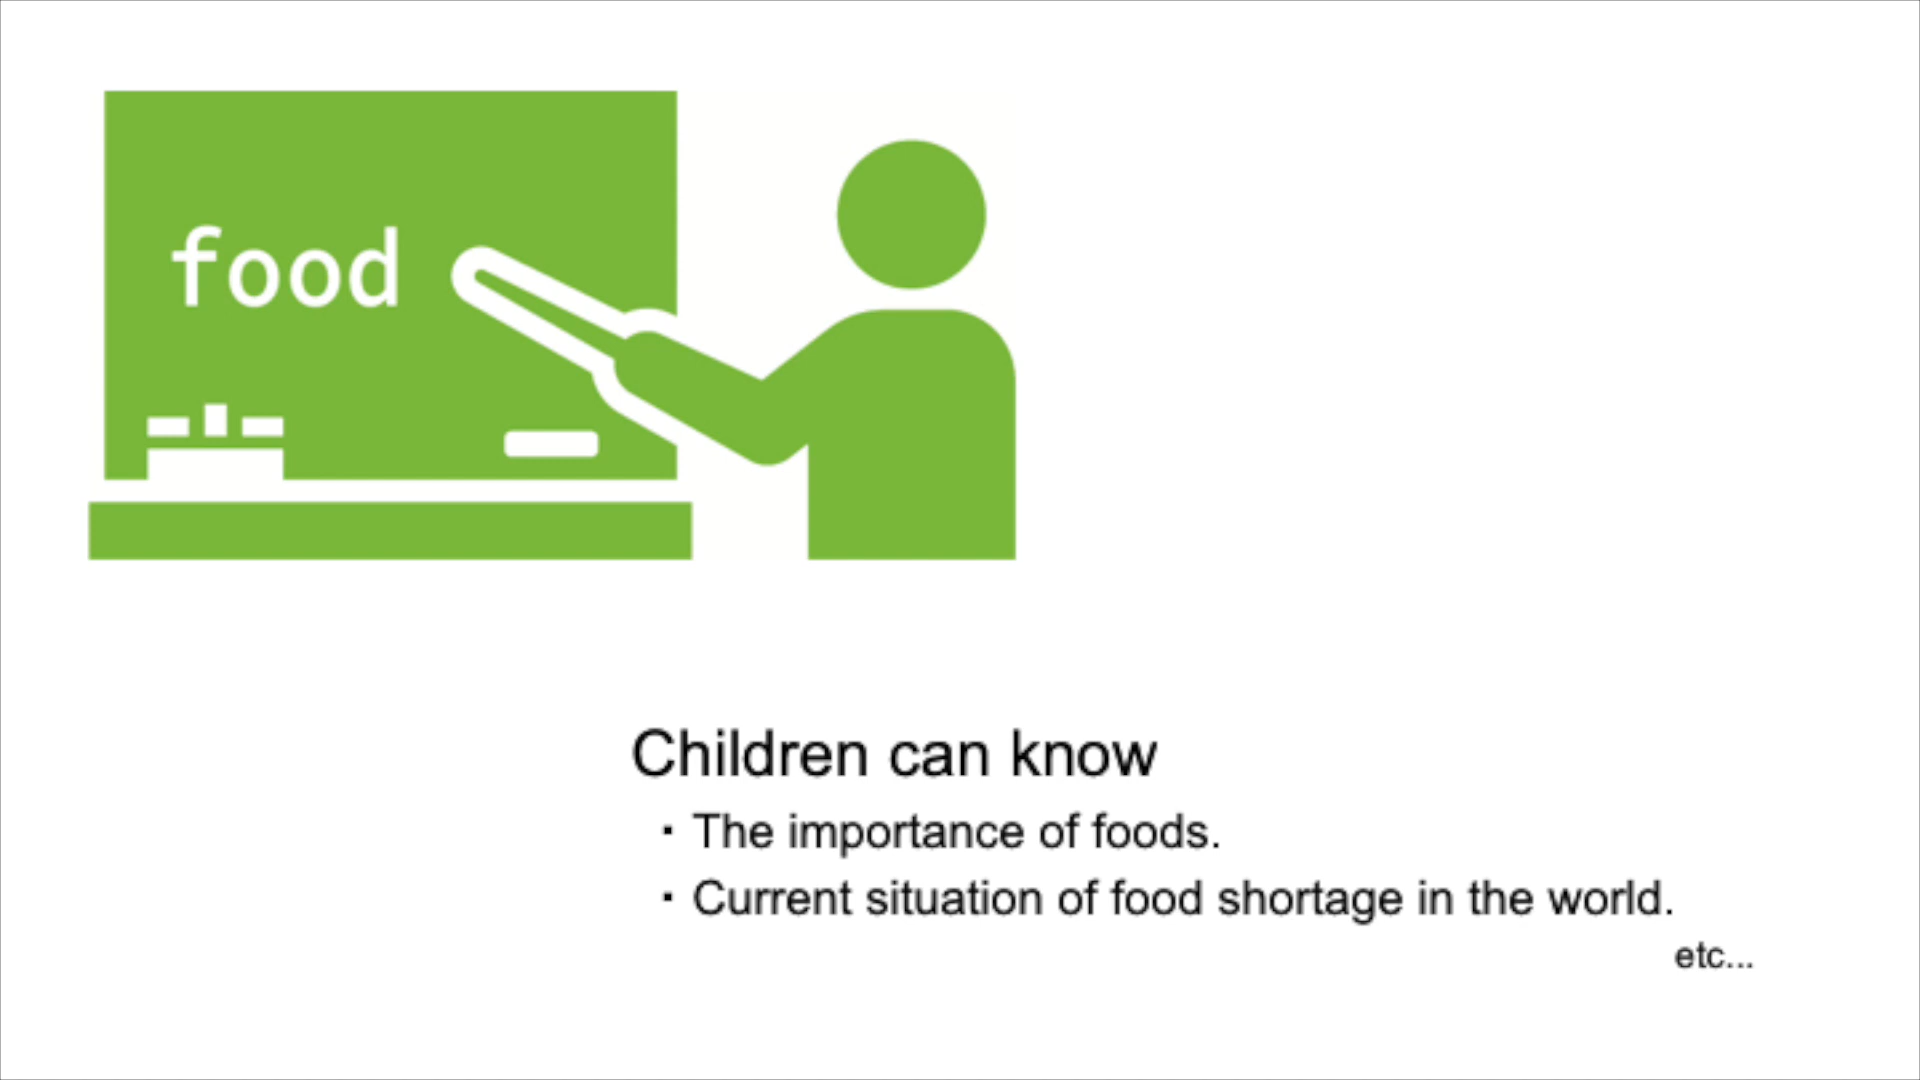 food
Children can know
・The importance of foods.
・Current situation of food shortage in the world.
etc...